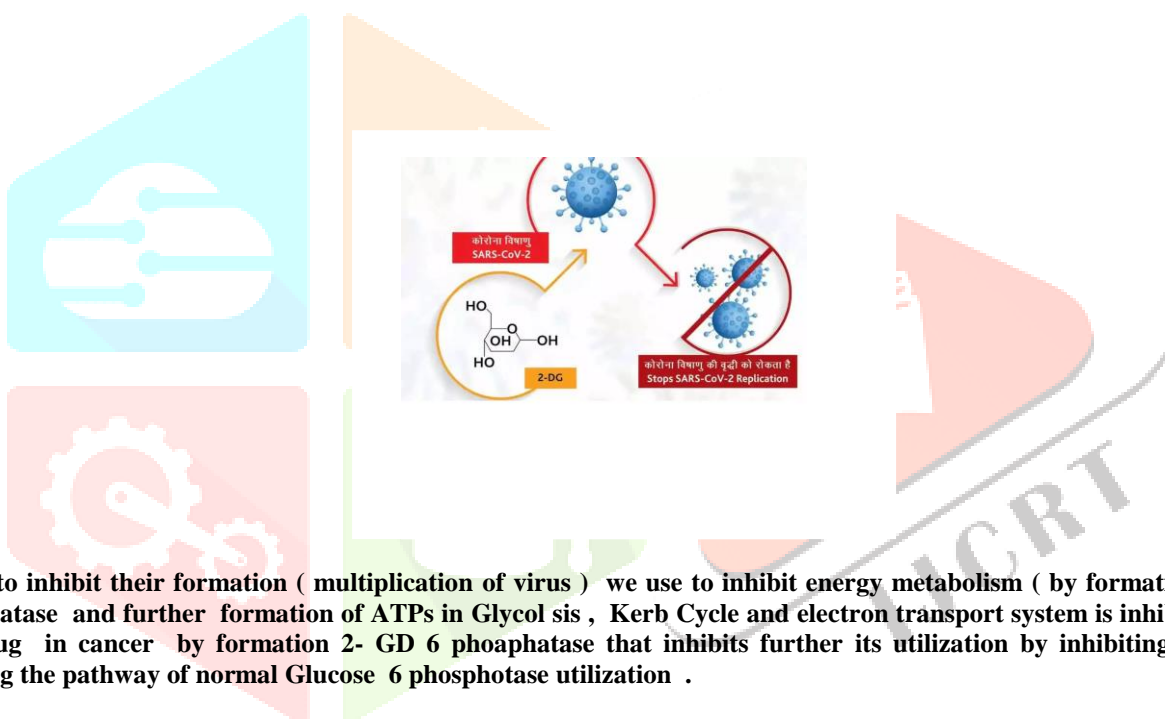 कोरोना विषाणु
SARS-CoV-2
HO
O
OH
OH
HO
2-DG
कोरोना विषाणु की वृद्धी को रोकता है
Stops SARS-CoV-2 Replication
IJCRT
to inhibit their formation ( multiplication of virus ) we use to inhibit energy metabolism ( by formati
atase and further formation of ATPs in Glycol sis , Kerb Cycle and electron transport system is inhi
ug in cancer by formation 2- GD 6 phoaphatase that inhibits further its utilization by inhibiting
g the pathway of normal Glucose 6 phosphotase utilization .